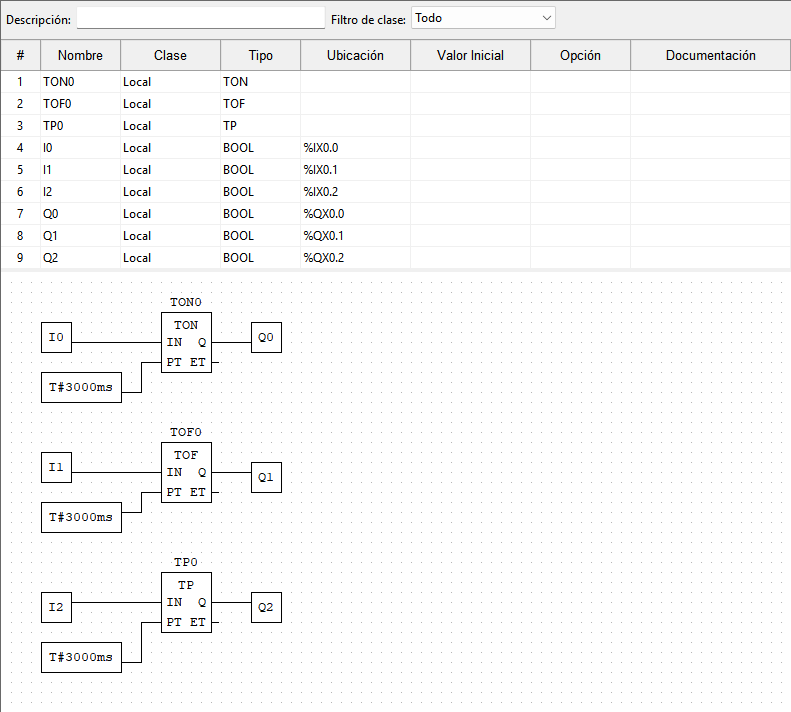 Descripción: Filtro de clase: Todo
# Nombre Clase Tipo Ubicación Valor Inicial Opción Documentación
1 TON0 Local TON
2 TOF0 Local TOF
3 TP0 Local TP
4 I0 Local BOOL %IX0.0
5 I1 Local BOOL %IX0.1
6 I2 Local BOOL %IX0.2
7 Q0 Local BOOL %QX0.0
8 Q1 Local BOOL %QX0.1
9 Q2 Local BOOL %QX0.2
TON0
TON
I0 IN Q Q0
PT ET
T#3000ms
TOF0
TOF
I1 IN Q Q1
PT ET
T#3000ms
TP0
TP
I2 IN Q Q2
PT ET
T#3000ms